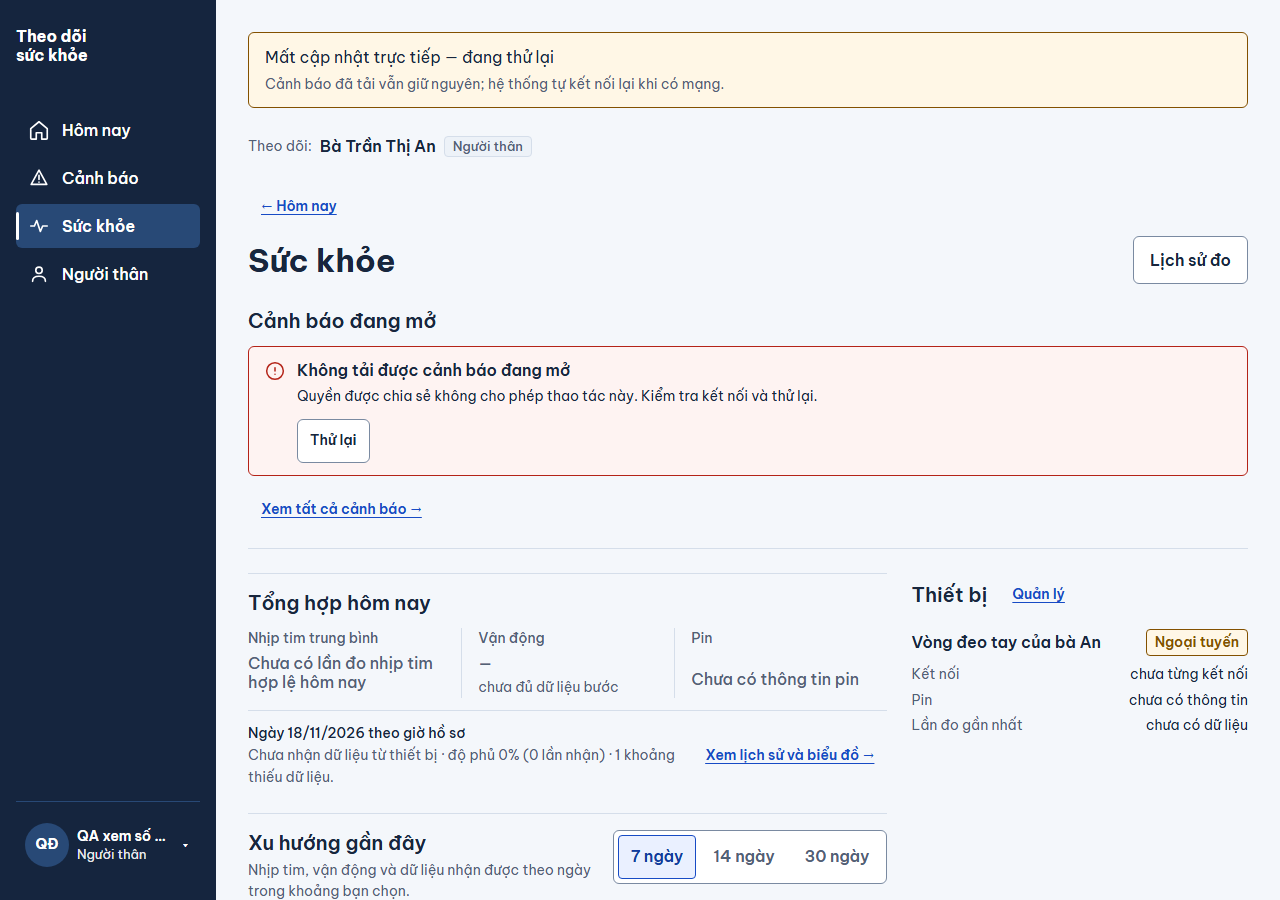 Theo dõi
sức khỏe
Hôm nay
Cảnh báo
Sức khỏe
Người thân
QĐ
QA xem số ...
Người thân
Mất cập nhật trực tiếp — đang thử lại
Cảnh báo đã tải vẫn giữ nguyên; hệ thống tự kết nối lại khi có mạng.
Theo dõi: Bà Trần Thị An Người thân
← Hôm nay
Sức khỏe
Lịch sử đo
Cảnh báo đang mở
Không tải được cảnh báo đang mở
Quyền được chia sẻ không cho phép thao tác này. Kiểm tra kết nối và thử lại.
Thử lại
Xem tất cả cảnh báo →
Tổng hợp hôm nay
Nhịp tim trung bình
Chưa có lần đo nhịp tim
hợp lệ hôm nay
Vận động
—
chưa đủ dữ liệu bước
Pin
Chưa có thông tin pin
Ngày 18/11/2026 theo giờ hồ sơ
Chưa nhận dữ liệu từ thiết bị · độ phủ 0% (0 lần nhận) · 1 khoảng
thiếu dữ liệu.
Xem lịch sử và biểu đồ →
Xu hướng gần đây
Nhịp tim, vận động và dữ liệu nhận được theo ngày
trong khoảng bạn chọn.
7 ngày
14 ngày
30 ngày
Thiết bị
Quản lý
Vòng đeo tay của bà An
Ngoại tuyến
Kết nối
chưa từng kết nối
Pin
chưa có thông tin
Lần đo gần nhất
chưa có dữ liệu